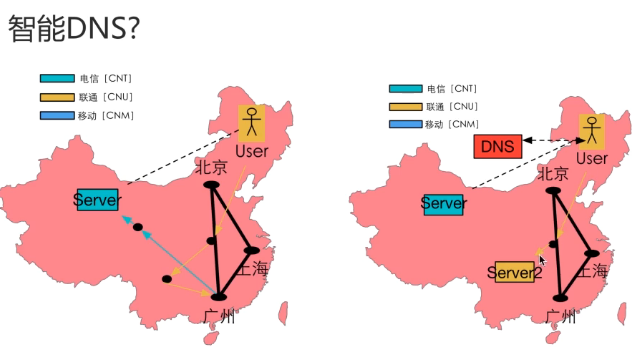 智能DNS?
电信 [CNT]
联通 [CNU]
移动 [CNM]
User
北京
Server
上海
广州
电信 [CNT]
联通 [CNU]
移动 [CNM]
DNS
User
北京
Server
Server2
上海
广州